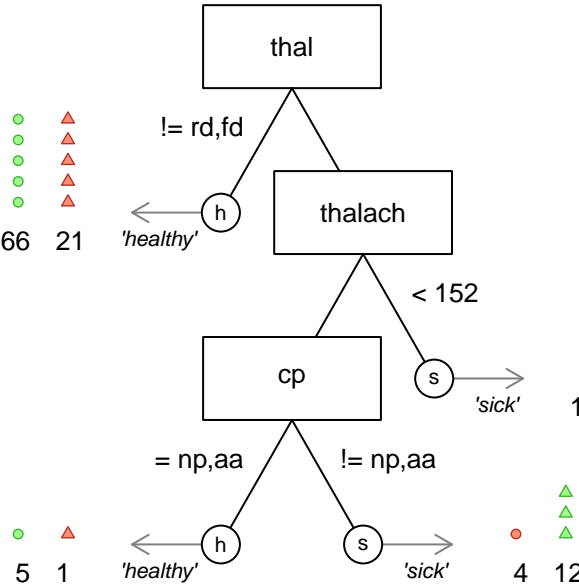 thal
!= rd,fd
h
thalach
66 21
'healthy'
< 152
cp
s
'sick'
1
= np,aa
!= np,aa
h
s
5 1
'healthy'
'sick'
4 12